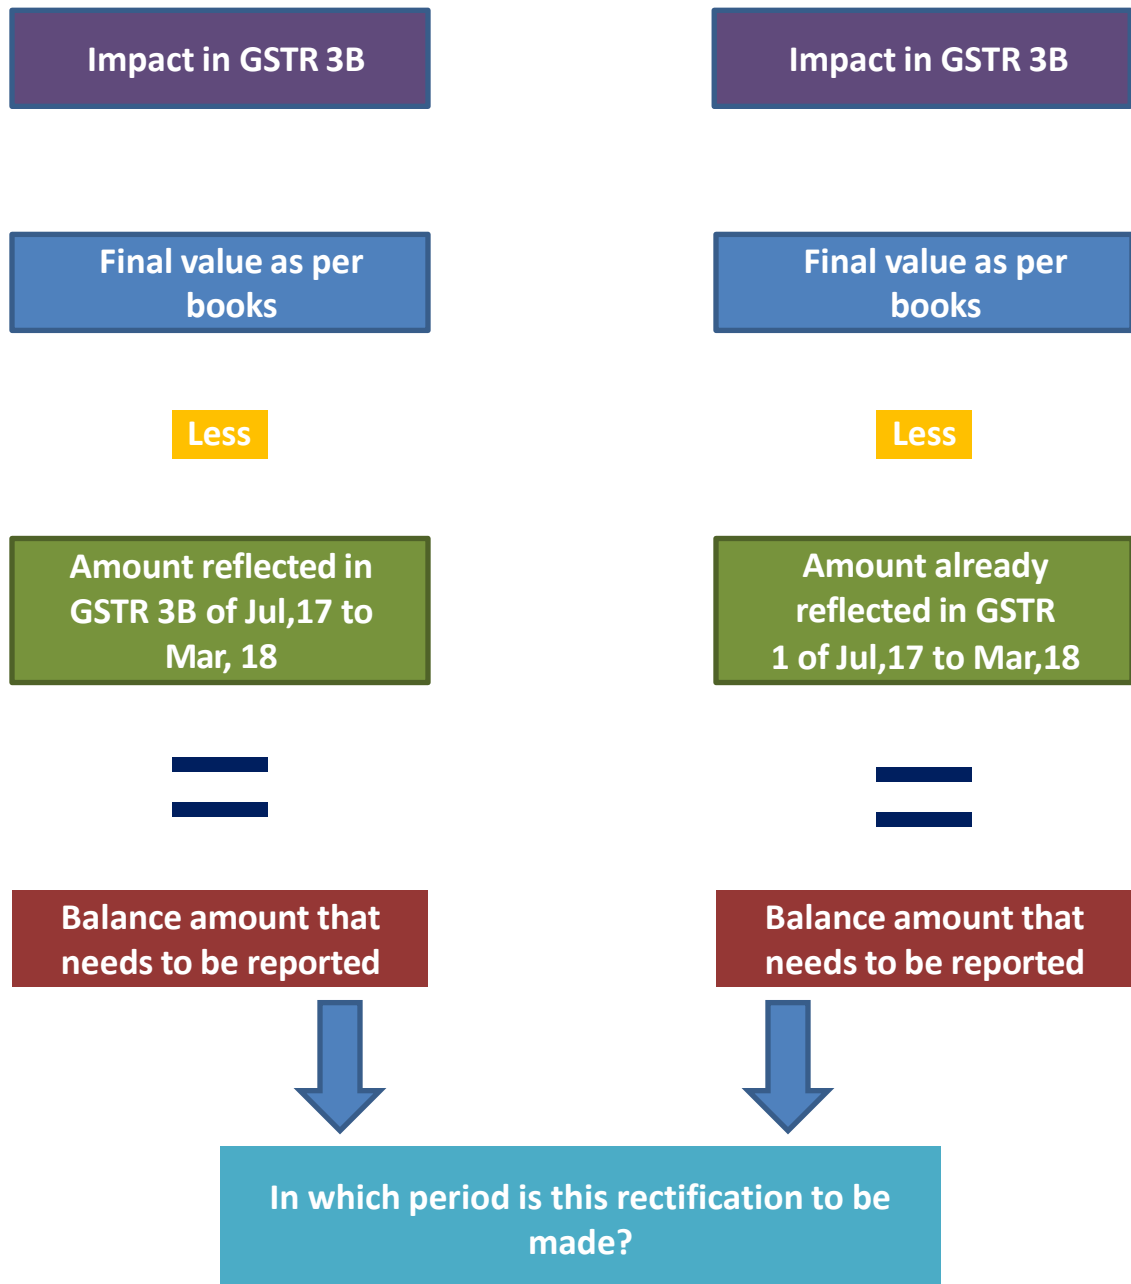 Impact in GSTR 3B
Final value as per
books
Less
Amount reflected in
GSTR 3B of Jul,17 to
Mar, 18
Balance amount that
needs to be reported
Impact in GSTR 3B
Final value as per
books
Less
Amount already
reflected in GSTR
1 of Jul,17 to Mar,18
Balance amount that
needs to be reported
In which period is this rectification to be
made?